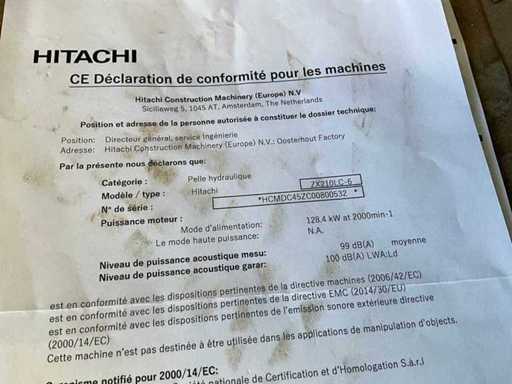 HITACHI
CE Déclaration de conformité pour les machines
Hitachi Construction Machinery (Europe) N.V
Siciliëweg 5, 1045 AT, Amsterdam, The Netherlands
Position et adresse de la personne autorisée à constituer le dossier technique:
Position: Directeur général, service Ingénierie
Adresse: Hitachi Construction Machinery (Europe) N.V.: Oosterhout Factory
Par la présente nous déclarons que:
Catégorie : Pelle hydraulique
Modèle / type : Hitachi ZX210LC-6
N° de série : *HCMDC45ZC00800532 *
Puissance moteur :
Mode d'alimentation: 128.4 kW at 2000min-1
Le mode haute puissance: N.A.
Niveau de puissance acoustique mesu: 99 dB(A) moyenne
Niveau de puissance acoustique garar: 100 dB(A) LWA:Ld
est en conformité avec les dispositions pertinentes de la directive machines (2006/42/EC)
est en conformité avec les dispositions pertinentes de la directive EMC (2014/30/EU)
est en conformité avec les dispositions pertinentes de l'emission sonore extérieure directive
(2000/14/EC)
Cette machine n'est pas destinée à être utilisée dans les applications de manipulation d'objects.
notifié pour 2000/14/EC:
nationale de Certification et d'Homologation S.à.r.l